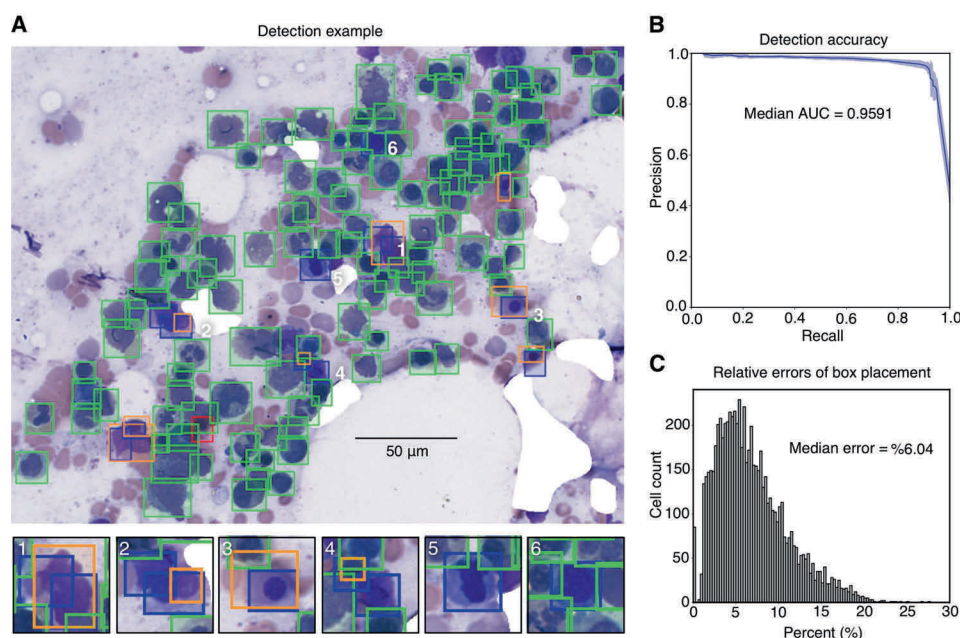 A
Detection example
6
1
5
2
3
4
50 µm
1
2
3
4
5
6
B
Detection accuracy
1.0
0.8
0.6
0.4
0.2
0.0
Precision
Median AUC = 0.9591
0.0
0.2
0.4
0.6
0.8
1.0
Recall
C
Relative errors of box placement
200
150
100
50
0
Cell count
Median error = %6.04
0
5
10
15
20
25
30
Percent (%)